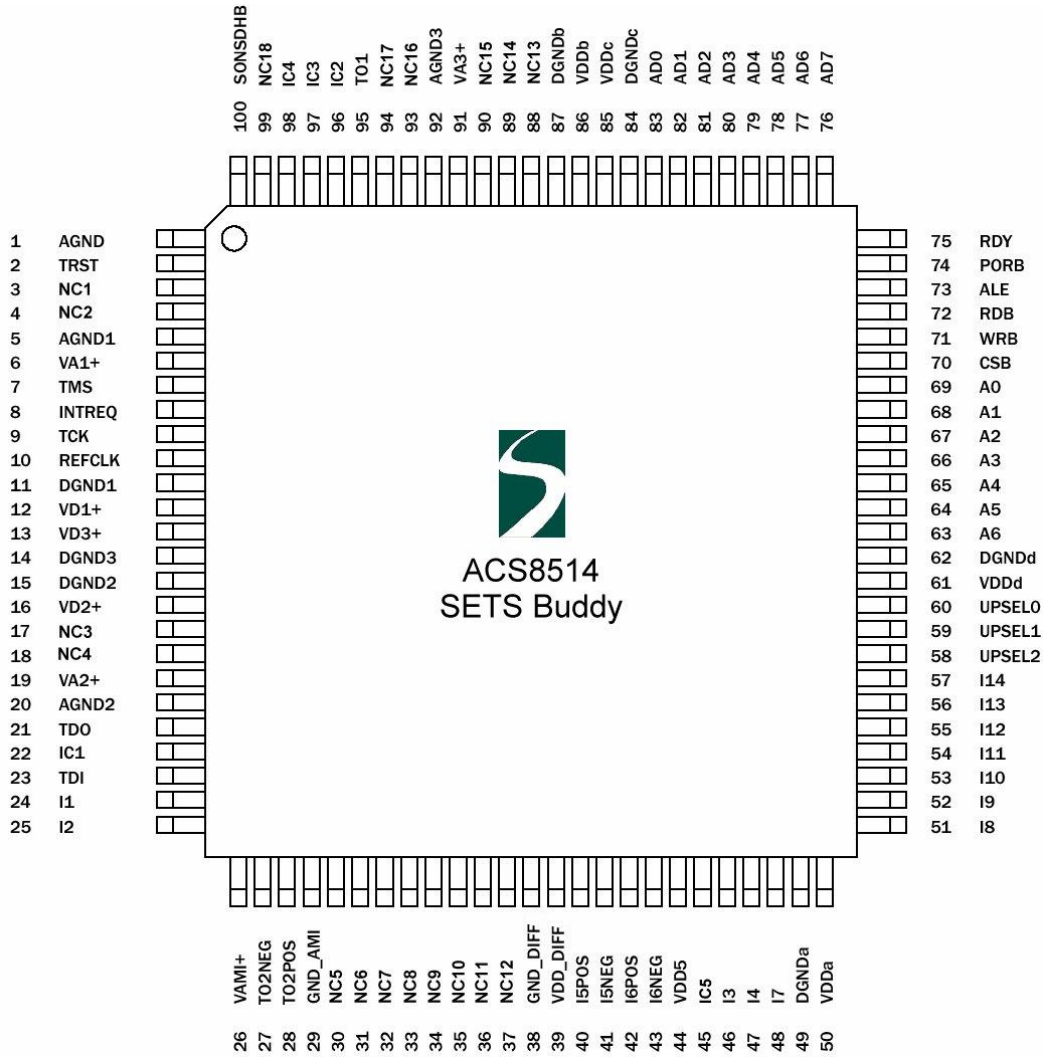 SONSDHB
NC18
IC4
IC3
IC2
TO1
NC17
NC16
AGND3
VA3+
NC15
NC14
NC13
DGNDb
VDDb
VDDc
DGNDc
AD0
AD1
AD2
AD3
AD4
AD5
AD6
AD7
100
99
98
97
96
95
94
93
92
91
90
89
88
87
86
85
84
83
82
81
80
79
78
77
76
1 AGND
2 TRST
3 NC1
4 NC2
5 AGND1
6 VA1+
7 TMS
8 INTREQ
9 TCK
10 REFCLK
11 DGND1
12 VD1+
13 VD3+
14 DGND3
15 DGND2
16 VD2+
17 NC3
18 NC4
19 VA2+
20 AGND2
21 TDO
22 IC1
23 TDI
24 I1
25 I2
ACS8514
SETS Buddy
75 RDY
74 PORB
73 ALE
72 RDB
71 WRB
70 CSB
69 A0
68 A1
67 A2
66 A3
65 A4
64 A5
63 A6
62 DGNDd
61 VDDd
60 UPSEL0
59 UPSEL1
58 UPSEL2
57 I14
56 I13
55 I12
54 I11
53 I10
52 I9
51 I8
VAMI+
TO2NEG
TO2POS
GND_AMI
NC5
NC6
NC7
NC8
NC9
NC10
NC11
NC12
GND_DIFF
VDD_DIFF
I5POS
I5NEG
I6POS
I6NEG
VDD5
IC5
I3
I4
I7
DGNDa
VDDa
26
27
28
29
30
31
32
33
34
35
36
37
38
39
40
41
42
43
44
45
46
47
48
49
50